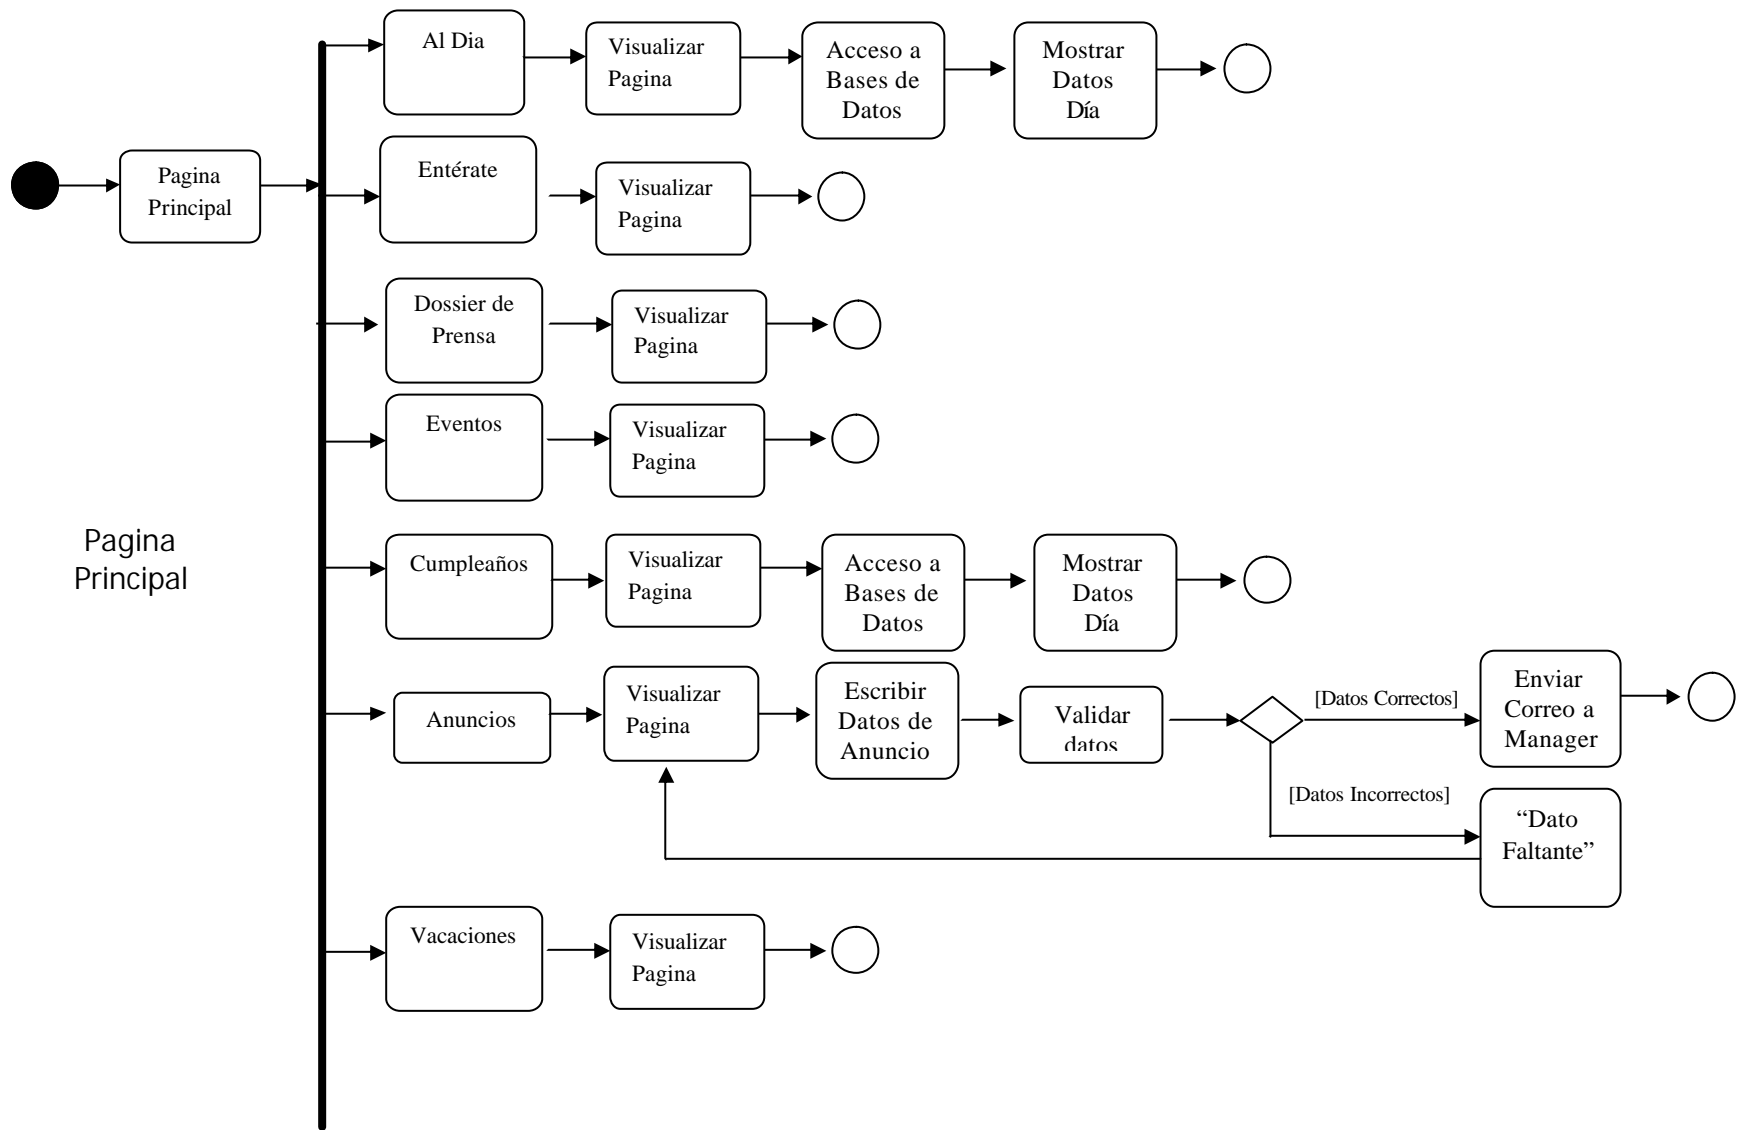 Al Dia
Visualizar
Pagina
Acceso a
Bases de
Datos
Mostrar
Datos
Día
Pagina
Principal
Entérate
Visualizar
Pagina
Dossier de
Prensa
Visualizar
Pagina
Eventos
Visualizar
Pagina
Pagina
Principal
Cumpleaños
Visualizar
Pagina
Acceso a
Bases de
Datos
Mostrar
Datos
Día
Anuncios
Visualizar
Pagina
Escribir
Datos de
Anuncio
Validar
datos
[Datos Correctos]
Enviar
Correo a
Manager
[Datos Incorrectos]
“Dato
Faltante”
Vacaciones
Visualizar
Pagina